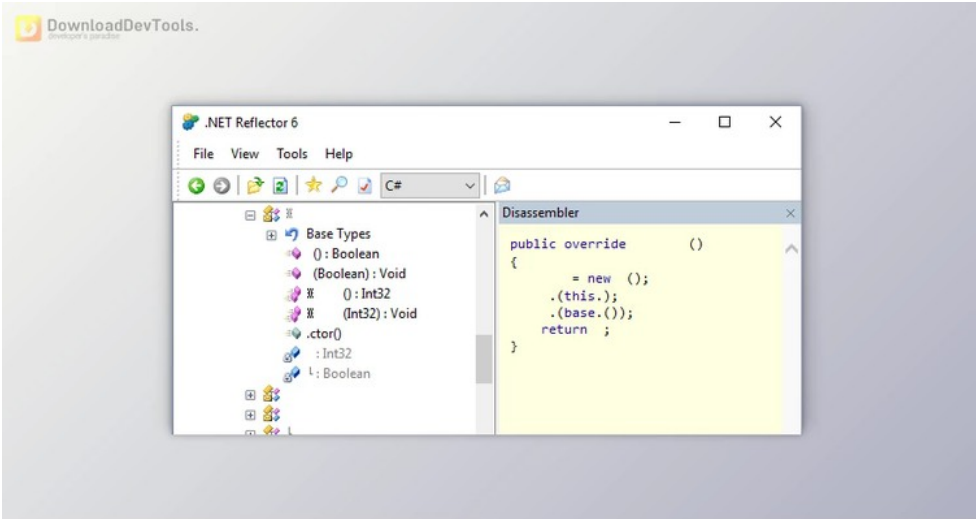 DownloadDevTools.
developer's paradise
.NET Reflector 6
File View Tools Help
C#
Disassembler
Base Types
() : Boolean
(Boolean) : Void
() : Int32
(Int32) : Void
.ctor()
: Int32
└ : Boolean
└
public override ()
{
= new ();
.(this.);
.(base.());
return ;
}